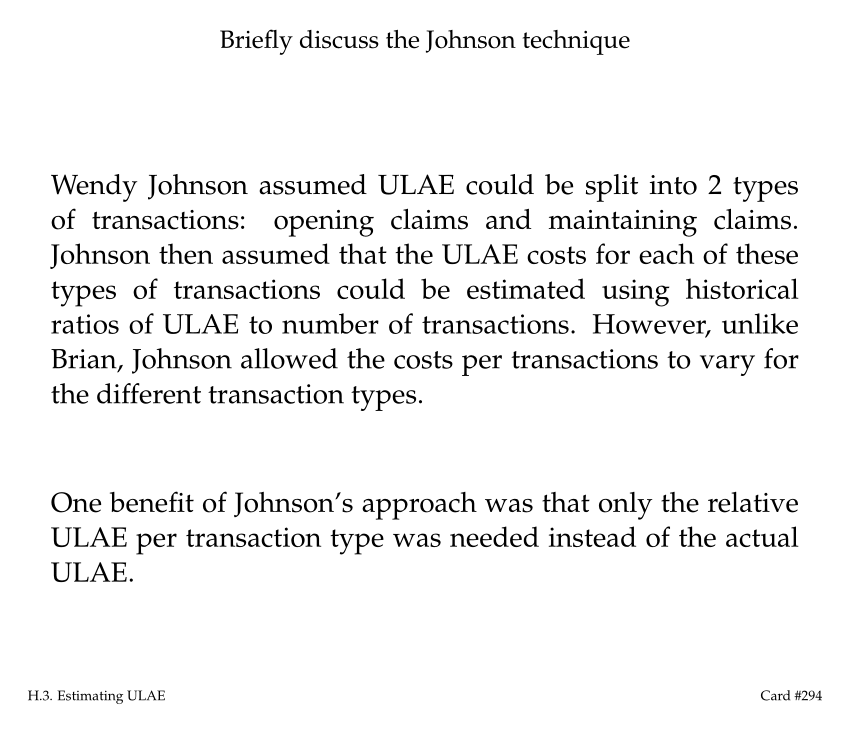 Briefly discuss the Johnson technique
Wendy Johnson assumed ULAE could be split into 2 types
of transactions: opening claims and maintaining claims.
Johnson then assumed that the ULAE costs for each of these
types of transactions could be estimated using historical
ratios of ULAE to number of transactions. However, unlike
Brian, Johnson allowed the costs per transactions to vary for
the different transaction types.
One benefit of Johnson's approach was that only the relative
ULAE per transaction type was needed instead of the actual
ULAE.
H.3. Estimating ULAE
Card #294